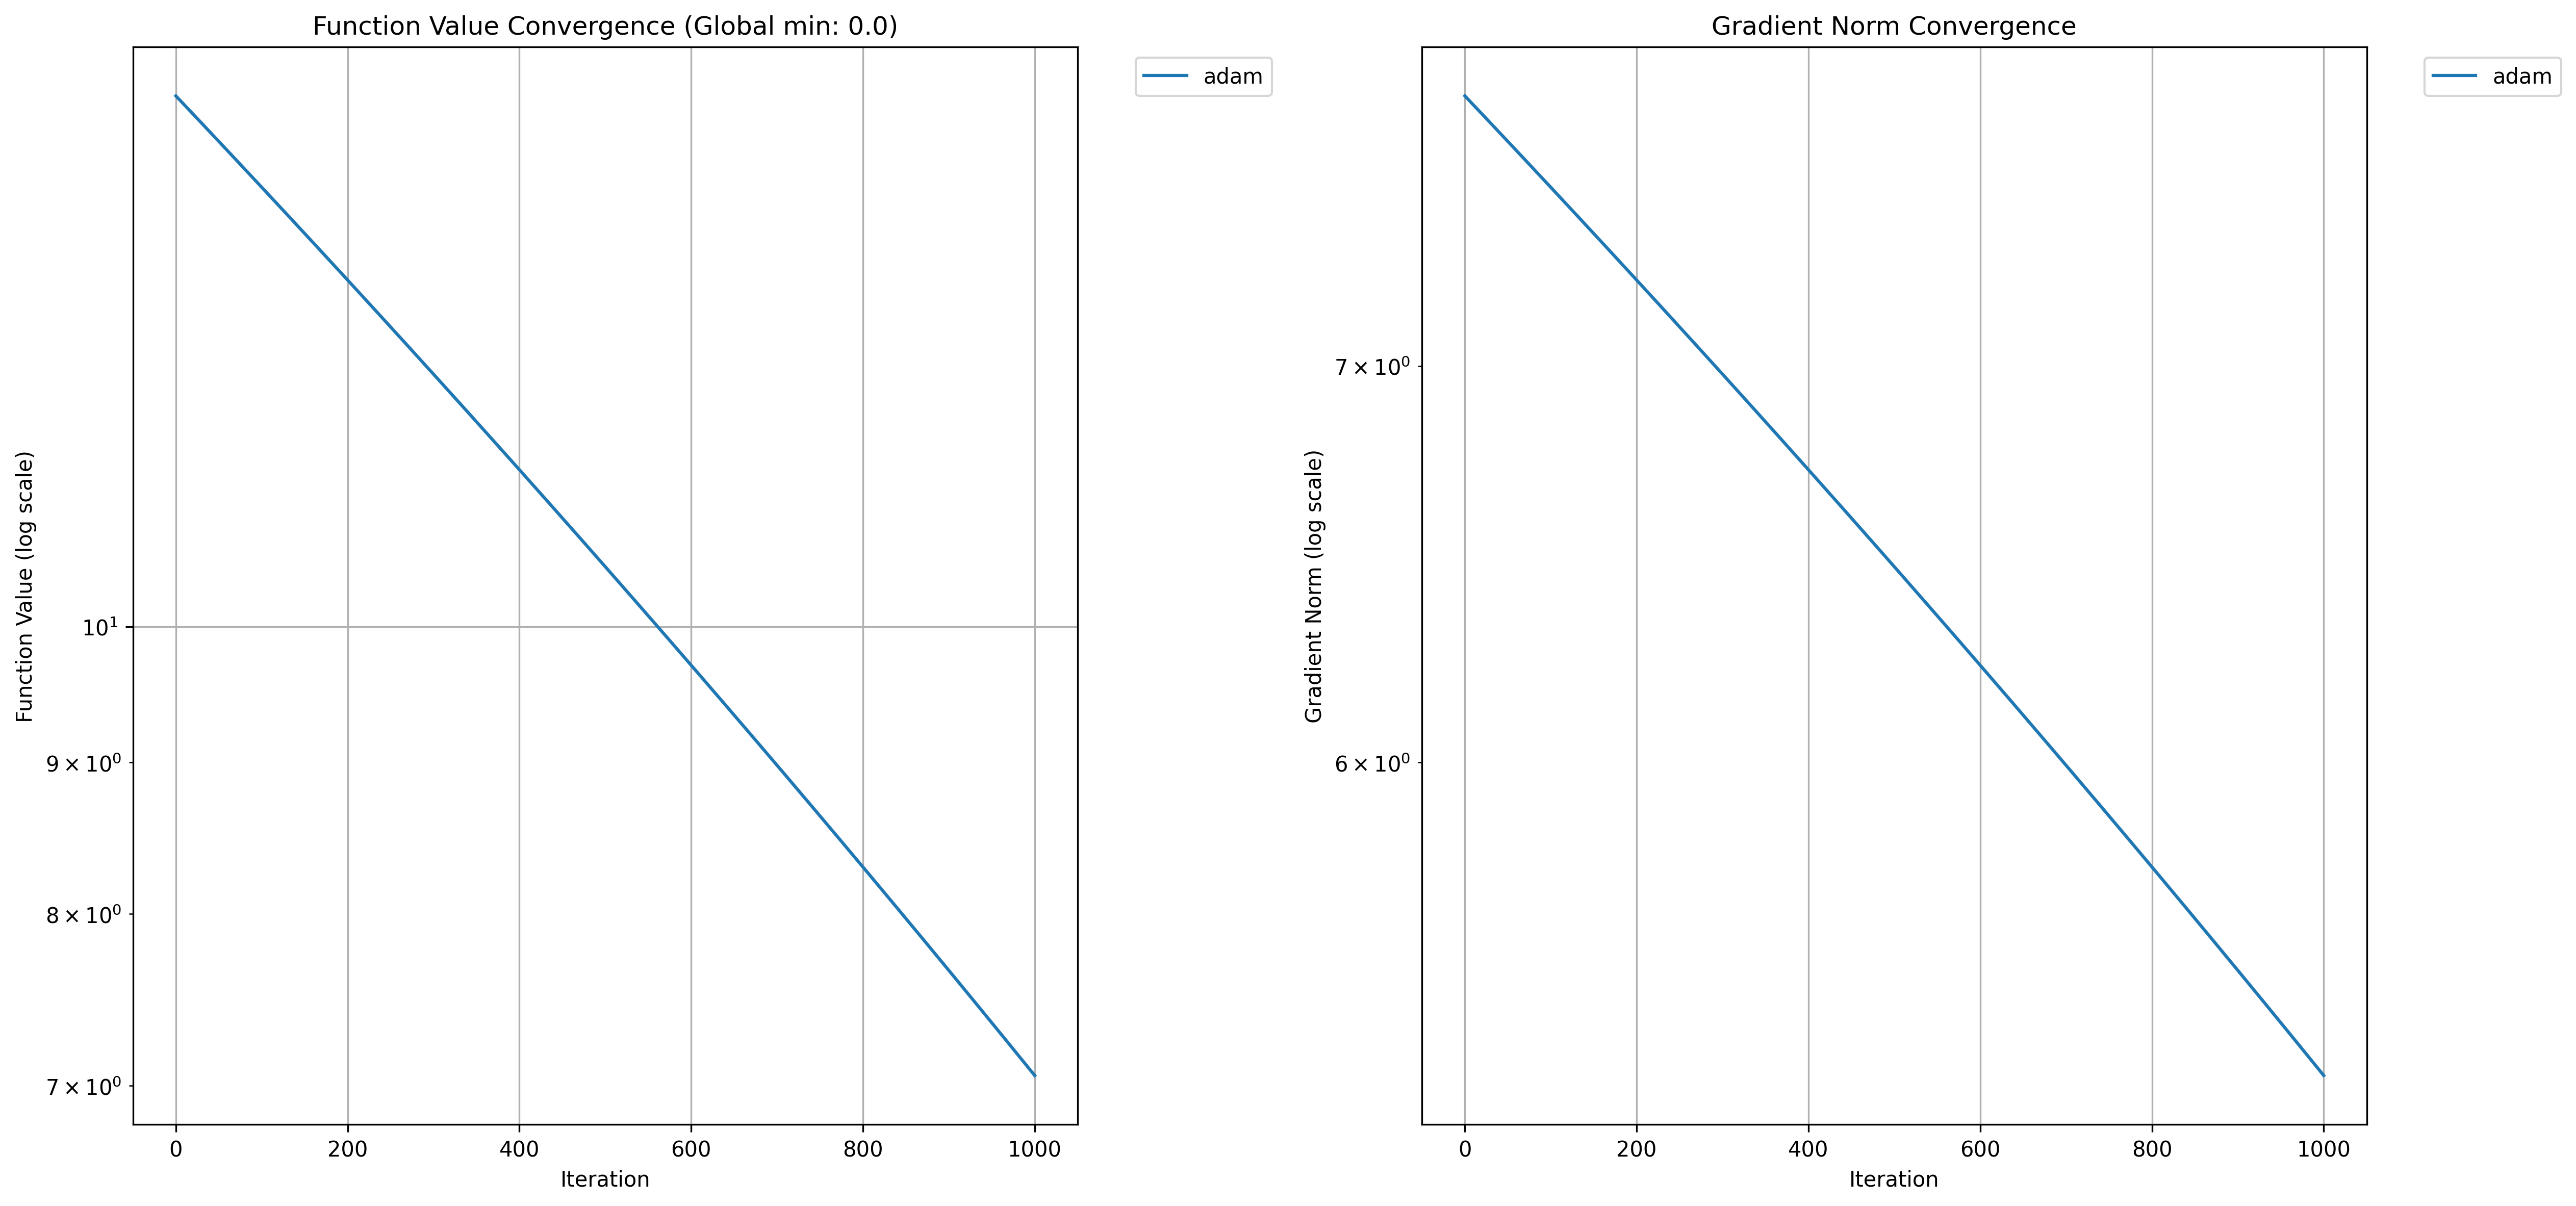 Function Value Convergence (Global min: 0.0)
adam
Function Value (log scale)
10¹
9 × 10⁰
8 × 10⁰
7 × 10⁰
0 200 400 600 800 1000
Iteration
Gradient Norm Convergence
adam
Gradient Norm (log scale)
7 × 10⁰
6 × 10⁰
0 200 400 600 800 1000
Iteration